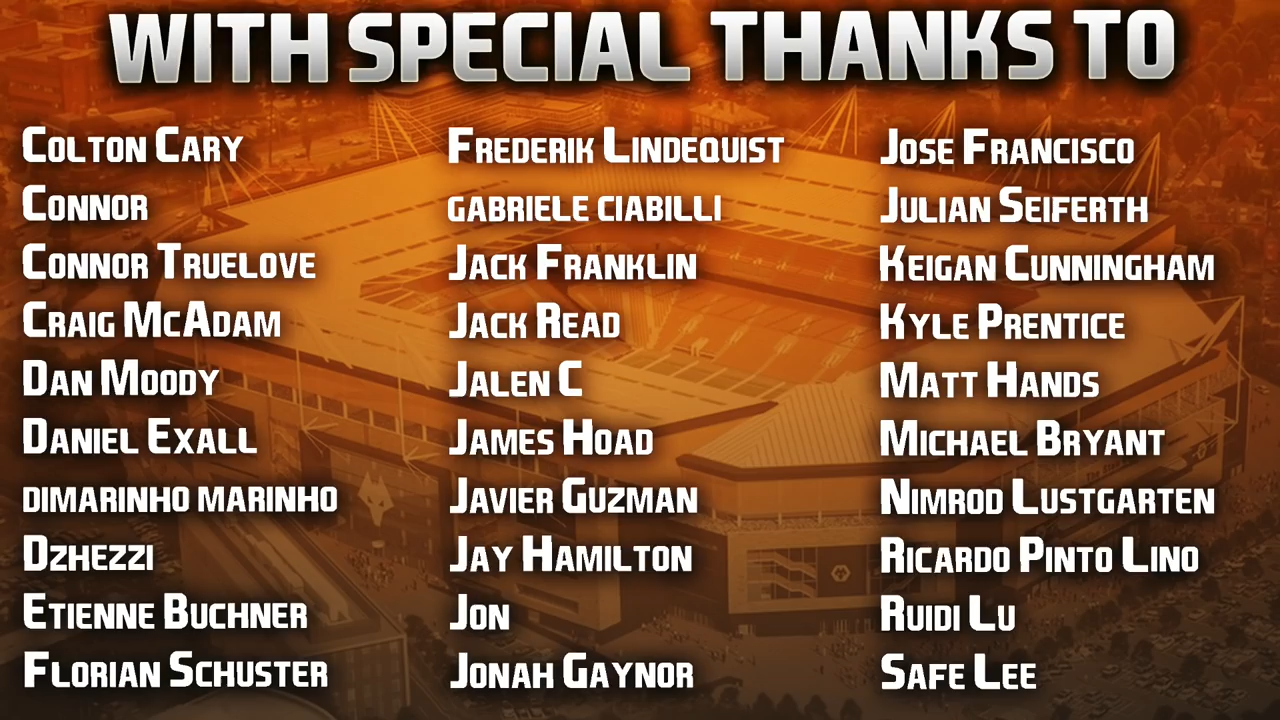 WITH SPECIAL THANKS TO
Colton Cary
Connor
Connor Truelove
Craig McAdam
Dan Moody
Daniel Exall
dimarinho marinho
Dzhezzi
Etienne Buchner
Florian Schuster
Frederik Lindequist
gabriele ciabilli
Jack Franklin
Jack Read
Jalen C
James Hoad
Javier Guzman
Jay Hamilton
Jon
Jonah Gaynor
Jose Francisco
Julian Seiferth
Keigan Cunningham
Kyle Prentice
Matt Hands
Michael Bryant
Nimrod Lustgarten
Ricardo Pinto Lino
Ruidi Lu
Safe Lee